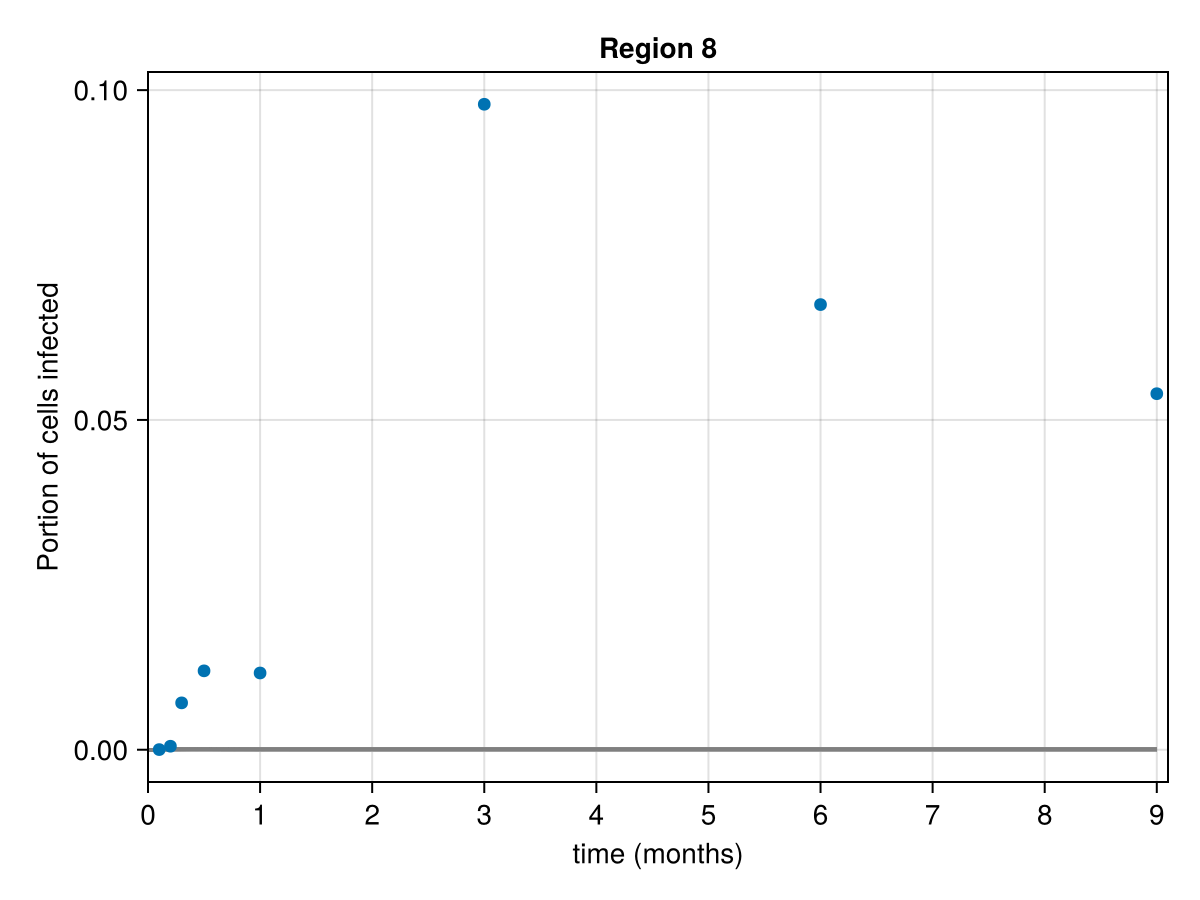 Region 8
0.10
0.05
0.00
Portion of cells infected
0 1 2 3 4 5 6 7 8 9
time (months)